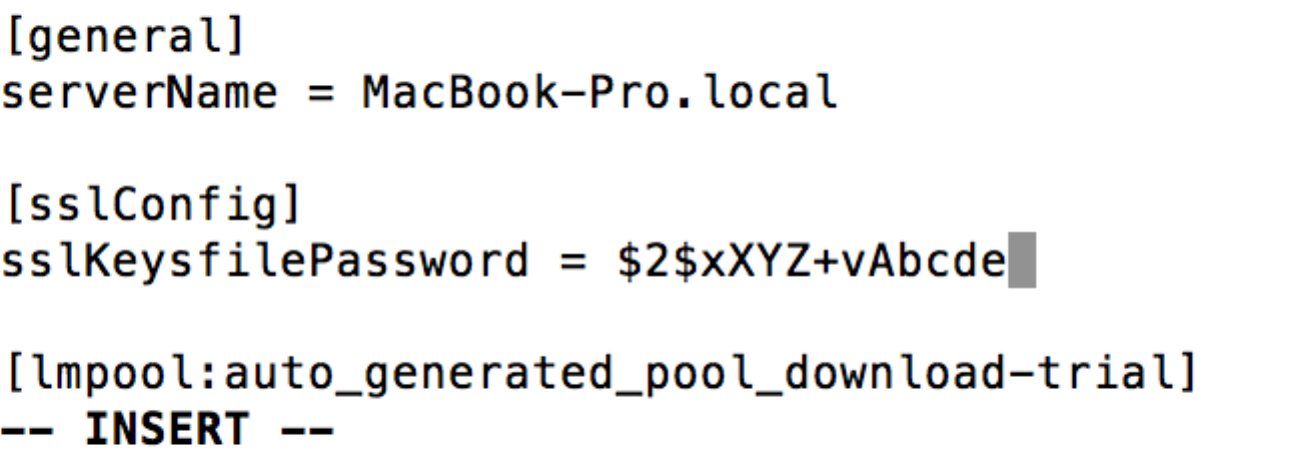 [general]
serverName = MacBook-Pro.local
[sslConfig]
sslKeysfilePassword = $2$xXYZ+vAbcde
[lmpool:auto_generated_pool_download-trial]
-- INSERT --